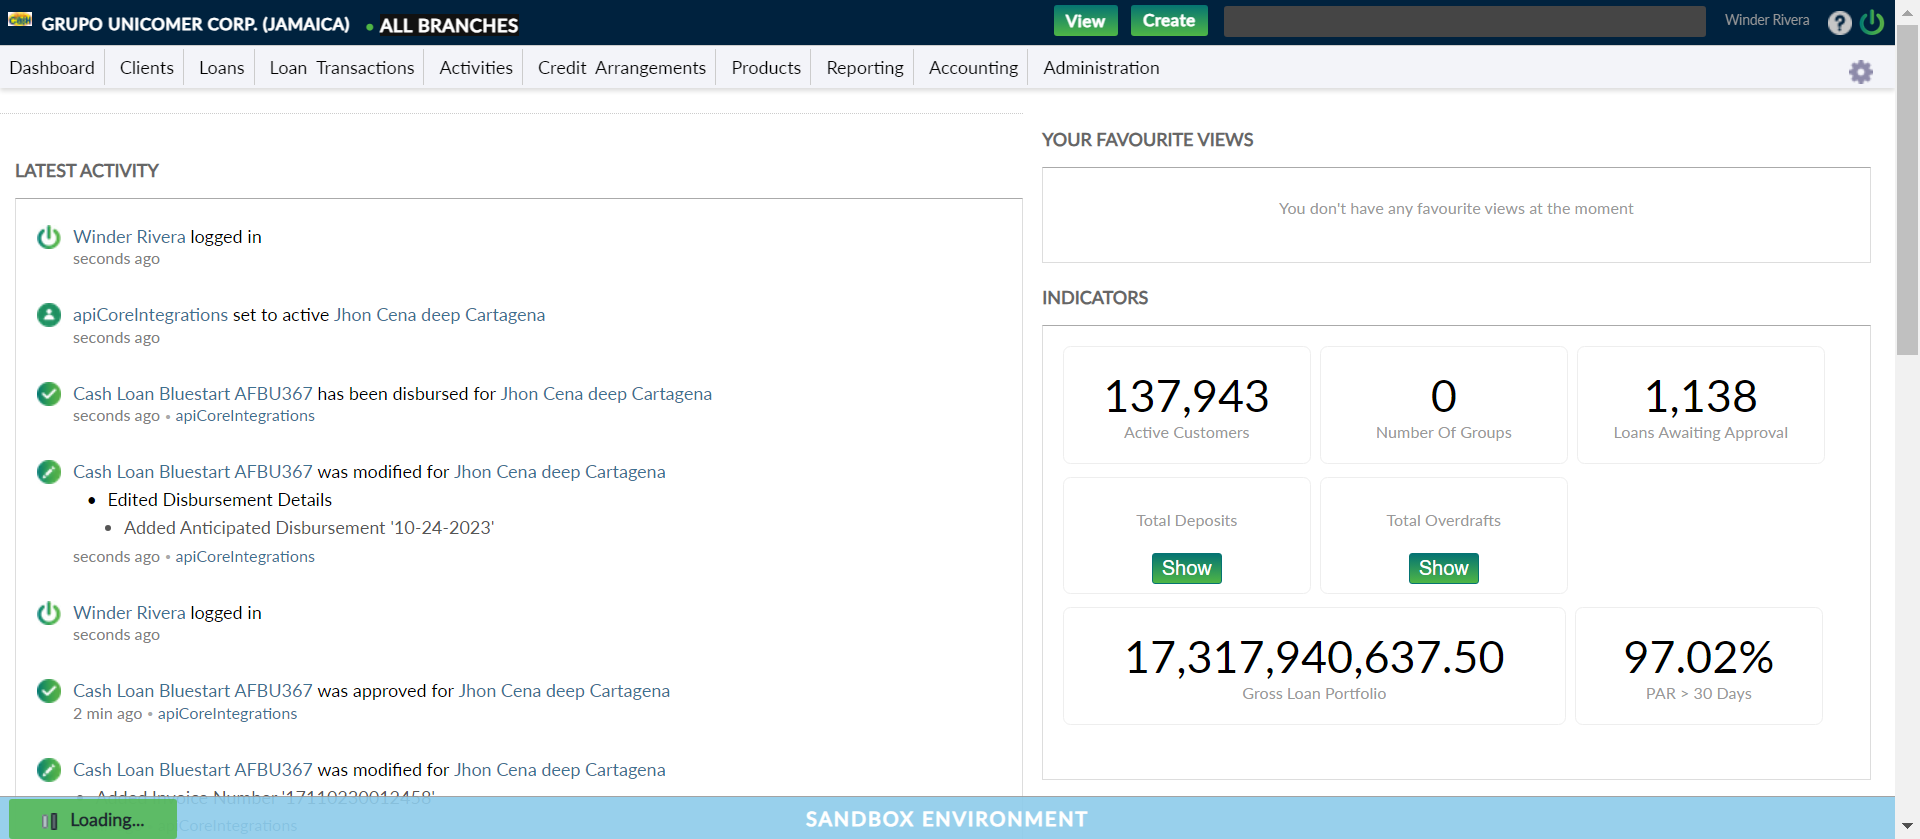 Cash
GRUPO UNICOMER CORP. (JAMAICA) ● ALL BRANCHES
View
Create
Winder Rivera
?
Dashboard
Clients
Loans
Loan Transactions
Activities
Credit Arrangements
Products
Reporting
Accounting
Administration
LATEST ACTIVITY
Winder Rivera logged in
seconds ago
apiCoreIntegrations set to active Jhon Cena deep Cartagena
seconds ago
Cash Loan Bluestart AFBU367 has been disbursed for Jhon Cena deep Cartagena
seconds ago • apiCoreIntegrations
Cash Loan Bluestart AFBU367 was modified for Jhon Cena deep Cartagena
• Edited Disbursement Details
• Added Anticipated Disbursement '10-24-2023'
seconds ago • apiCoreIntegrations
Winder Rivera logged in
seconds ago
Cash Loan Bluestart AFBU367 was approved for Jhon Cena deep Cartagena
2 min ago • apiCoreIntegrations
Cash Loan Bluestart AFBU367 was modified for Jhon Cena deep Cartagena
• Added Invoice Number '17110230012458'
apiCoreIntegrations
YOUR FAVOURITE VIEWS
You don't have any favourite views at the moment
INDICATORS
137,943
Active Customers
0
Number Of Groups
1,138
Loans Awaiting Approval
Total Deposits
Show
Total Overdrafts
Show
17,317,940,637.50
Gross Loan Portfolio
97.02%
PAR > 30 Days
Loading...
SANDBOX ENVIRONMENT